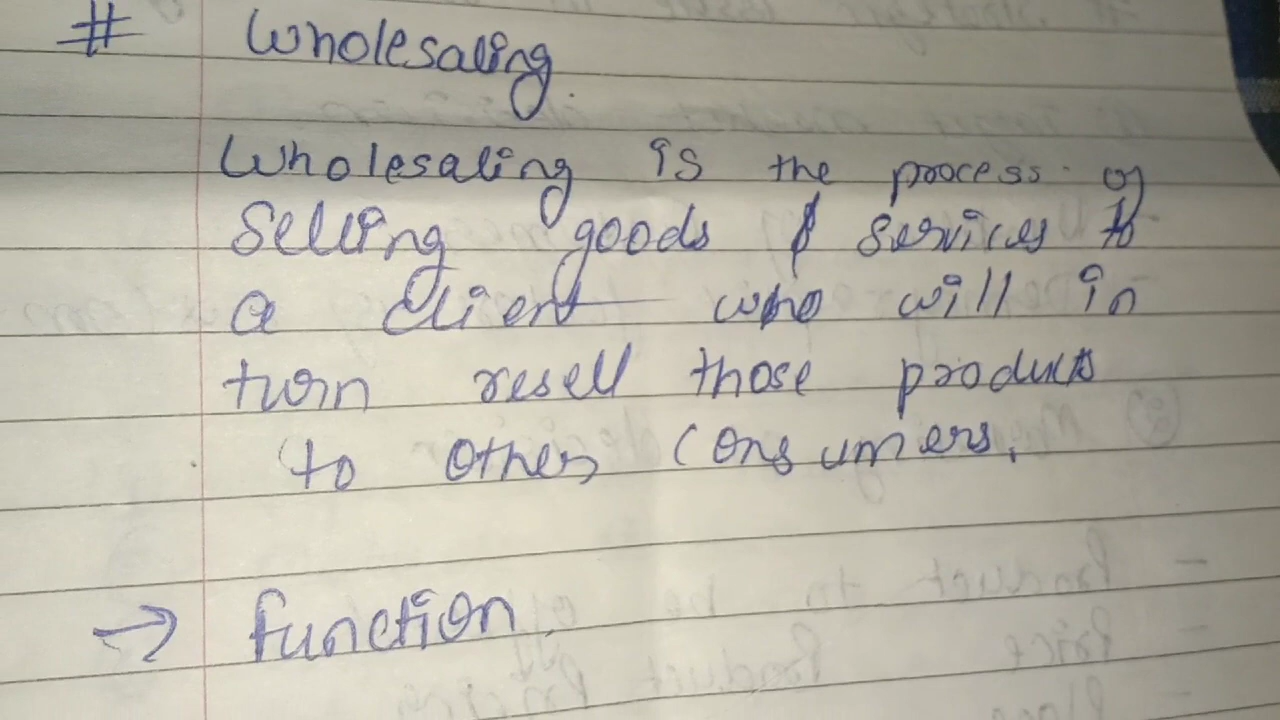 # Wholesaling.
Wholesaling is the process of
Selling goods & services to
a Client who will in
turn resell those products
to other Consumers.
→ function